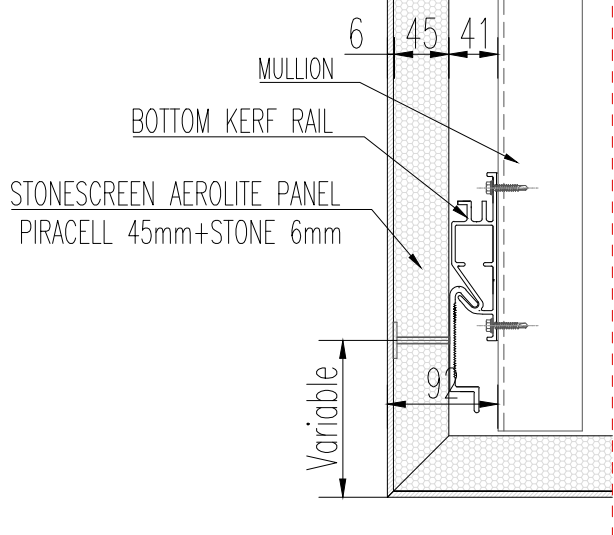 6 45 41
MULLION
BOTTOM KERF RAIL
STONESCREEN AEROLITE PANEL
PIRACELL 45mm+STONE 6mm
92
Variable